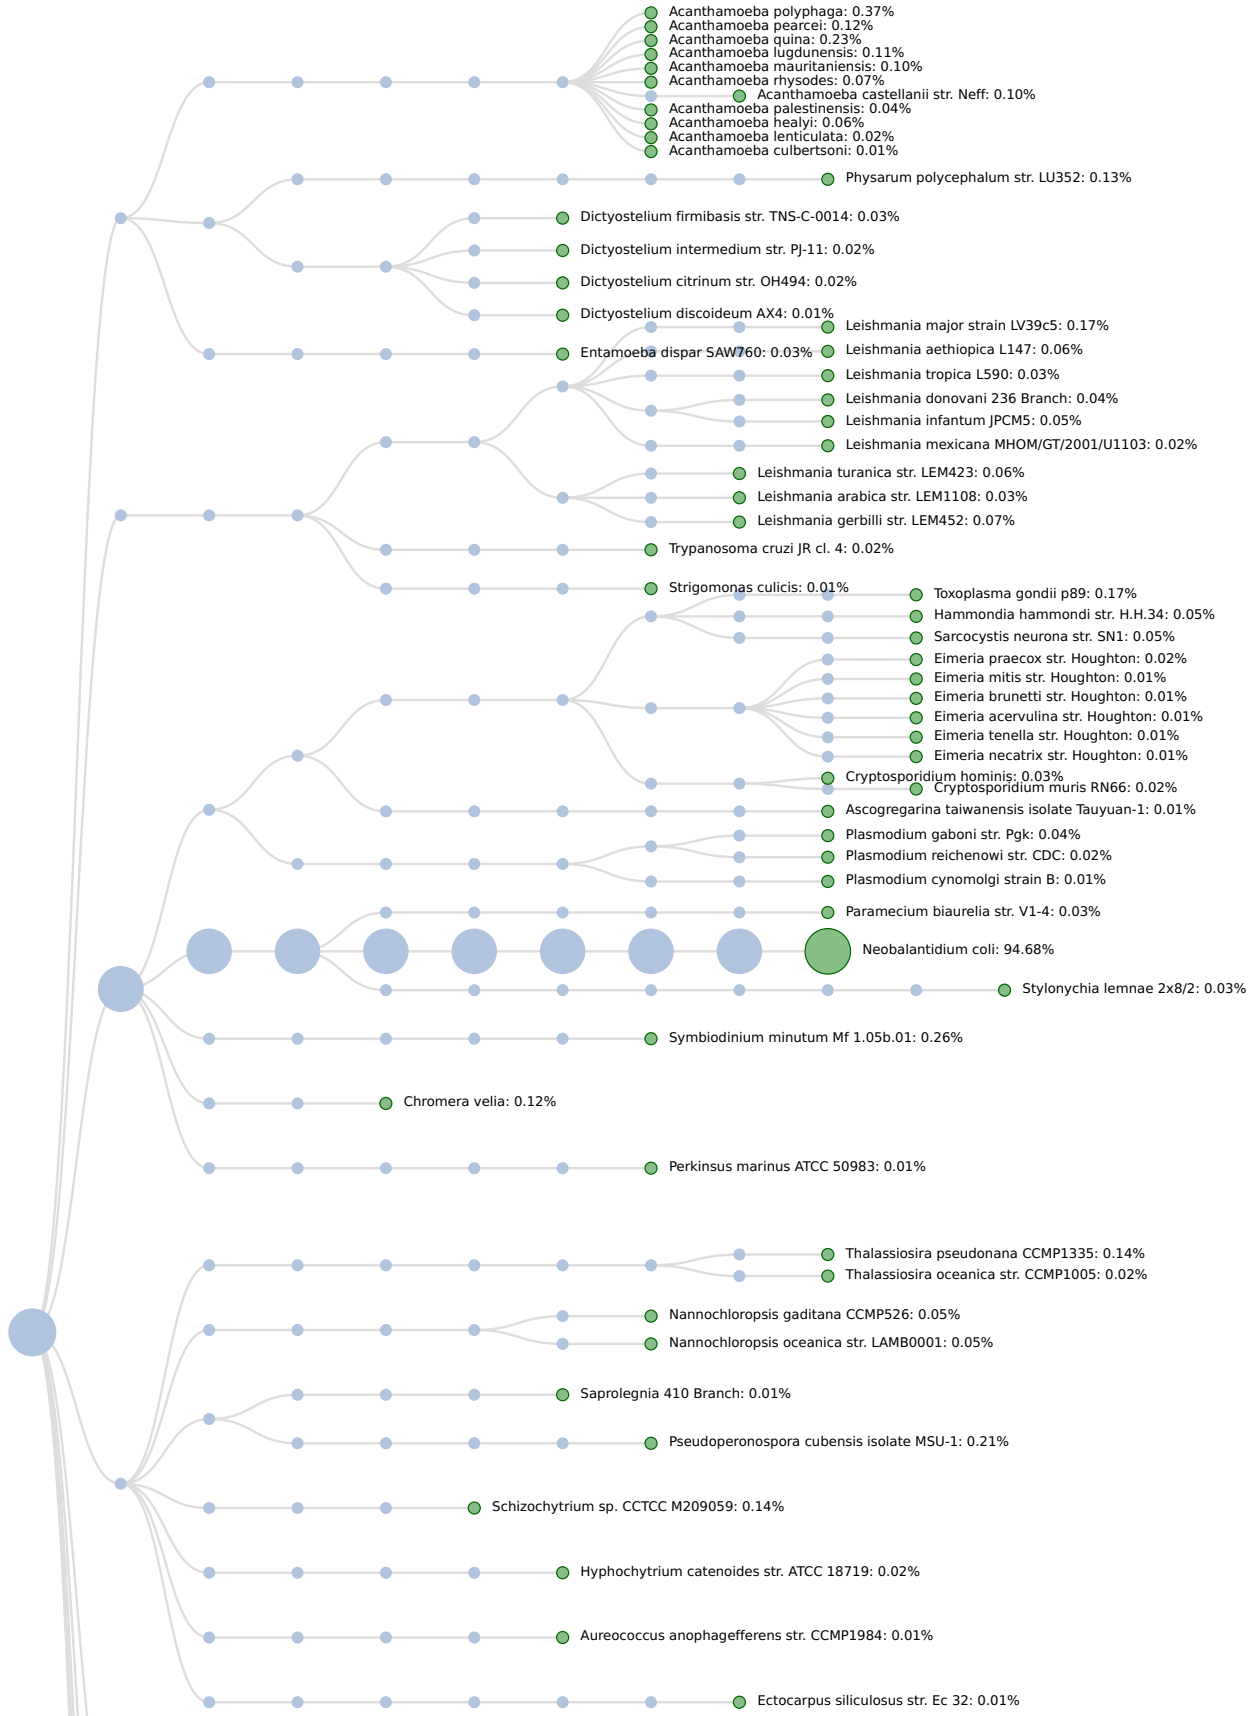 Acanthamoeba polyphaga: 0.37%
Acanthamoeba pearcei: 0.12%
Acanthamoeba quina: 0.23%
Acanthamoeba lugdunensis: 0.11%
Acanthamoeba mauritaniensis: 0.10%
Acanthamoeba rhysodes: 0.07%
Acanthamoeba castellanii str. Neff: 0.10%
Acanthamoeba palestinensis: 0.04%
Acanthamoeba healyi: 0.06%
Acanthamoeba lenticulata: 0.02%
Acanthamoeba culbertsoni: 0.01%
Physarum polycephalum str. LU352: 0.13%
Dictyostelium firmibasis str. TNS-C-0014: 0.03%
Dictyostelium intermedium str. PJ-11: 0.02%
Dictyostelium citrinum str. OH494: 0.02%
Dictyostelium discoideum AX4: 0.01%
Leishmania major strain LV39c5: 0.17%
Entamoeba dispar SAW760: 0.03%
Leishmania aethiopica L147: 0.06%
Leishmania tropica L590: 0.03%
Leishmania donovani 236 Branch: 0.04%
Leishmania infantum JPCM5: 0.05%
Leishmania mexicana MHOM/GT/2001/U1103: 0.02%
Leishmania turanica str. LEM423: 0.06%
Leishmania arabica str. LEM1108: 0.03%
Leishmania gerbilli str. LEM452: 0.07%
Trypanosoma cruzi JR cl. 4: 0.02%
Strigomonas culicis: 0.01%
Toxoplasma gondii p89: 0.17%
Hammondia hammondi str. H.H.34: 0.05%
Sarcocystis neurona str. SN1: 0.05%
Eimeria praecox str. Houghton: 0.02%
Eimeria mitis str. Houghton: 0.01%
Eimeria brunetti str. Houghton: 0.01%
Eimeria acervulina str. Houghton: 0.01%
Eimeria tenella str. Houghton: 0.01%
Eimeria necatrix str. Houghton: 0.01%
Cryptosporidium hominis: 0.03%
Cryptosporidium muris RN66: 0.02%
Ascogregarina taiwanensis isolate Tauyuan-1: 0.01%
Plasmodium gaboni str. Pgk: 0.04%
Plasmodium reichenowi str. CDC: 0.02%
Plasmodium cynomolgi strain B: 0.01%
Paramecium biaurelia str. V1-4: 0.03%
Neobalantidium coli: 94.68%
Stylonychia lemnae 2x8/2: 0.03%
Symbiodinium minutum Mf 1.05b.01: 0.26%
Chromera velia: 0.12%
Perkinsus marinus ATCC 50983: 0.01%
Thalassiosira pseudonana CCMP1335: 0.14%
Thalassiosira oceanica str. CCMP1005: 0.02%
Nannochloropsis gaditana CCMP526: 0.05%
Nannochloropsis oceanica str. LAMB0001: 0.05%
Saprolegnia 410 Branch: 0.01%
Pseudoperonospora cubensis isolate MSU-1: 0.21%
Schizochytrium sp. CCTCC M209059: 0.14%
Hyphochytrium catenoides str. ATCC 18719: 0.02%
Aureococcus anophagefferens str. CCMP1984: 0.01%
Ectocarpus siliculosus str. Ec 32: 0.01%